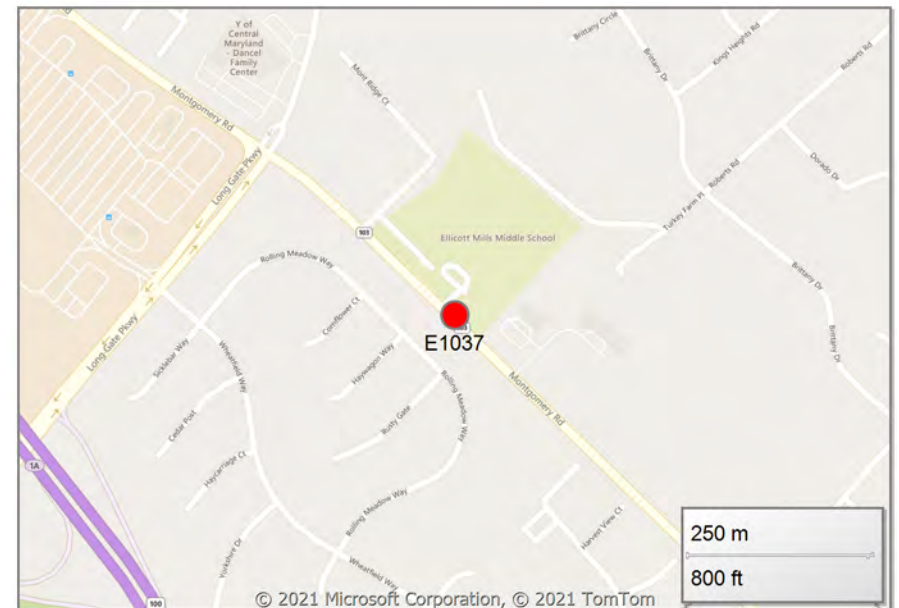 Rd
Y of
Central
Maryland
- Dancel
Family
Center
Brittany Circle
Kings Heights Rd
Brittany Dr
Roberts Rd
Mont Ridge Ct
Montgomery Rd
Long Gate Pkwy
Dorado Dr
Roberts Rd
Turkey Farm Pl
103
Ellicott Mills Middle School
Rolling Meadow Way
Brittany Dr
Cornflower Ct
E1037
Long Gate Pkwy
Sicklebar Way
Wheatfield Way
Haywagon Way
Brittany Dr
Rolling Meadow Way
Montgomery Rd
Cedar Post
Rusty Gate
Haycarriage Ct
1A
Rolling Meadow Way
Harvest View Ct
250 m
Yorkshire Dr
Wheatfield Way
800 ft
100
© 2021 Microsoft Corporation, © 2021 TomTom